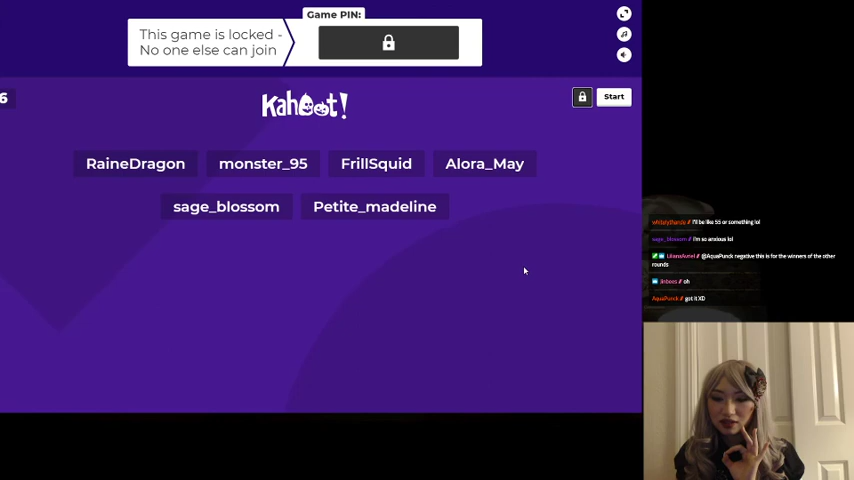 Game PIN:
This game is locked -
No one else can join
6
Kahoot!
Start
RaineDragon
monster_95
FrillSquid
Alora_May
sage_blossom
Petite_madeline
I'll be like 55 or something lol
sage_blossom // I'm so anxious lol
@AquaPunck negative this is for the winners of the other
rounds
Jinbees // oh
AquaPunck // got it XD